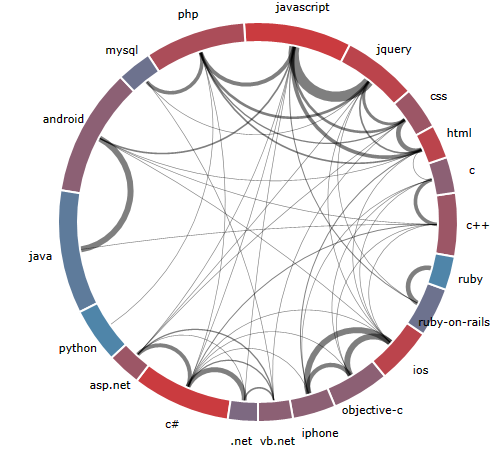 javascript
php
jquery
mysql
css
android
html
c
c++
java
ruby
ruby-on-rails
python
ios
asp.net
objective-c
c#
iphone
.net
vb.net